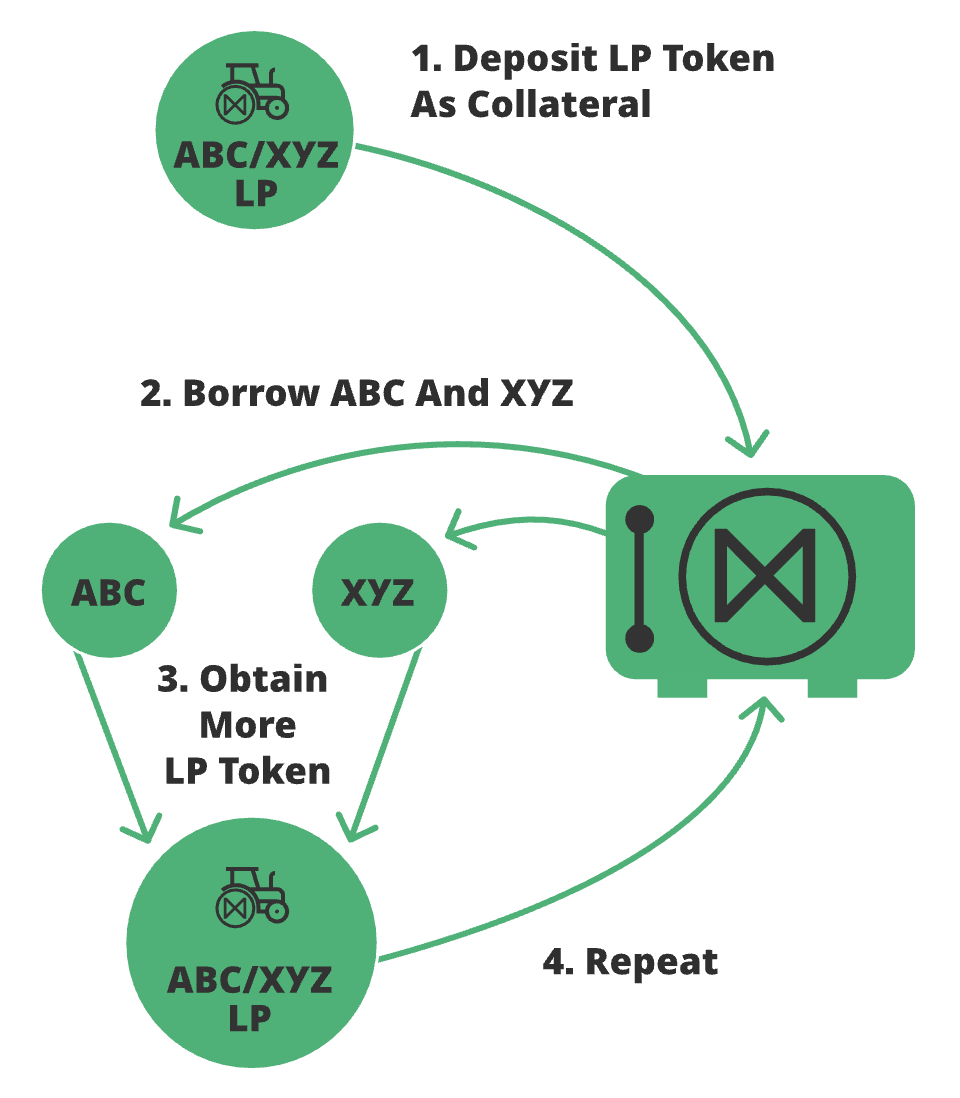 1. Deposit LP Token
As Collateral
ABC/XYZ
LP
2. Borrow ABC And XYZ
ABC
XYZ
3. Obtain
More
LP Token
ABC/XYZ
LP
4. Repeat